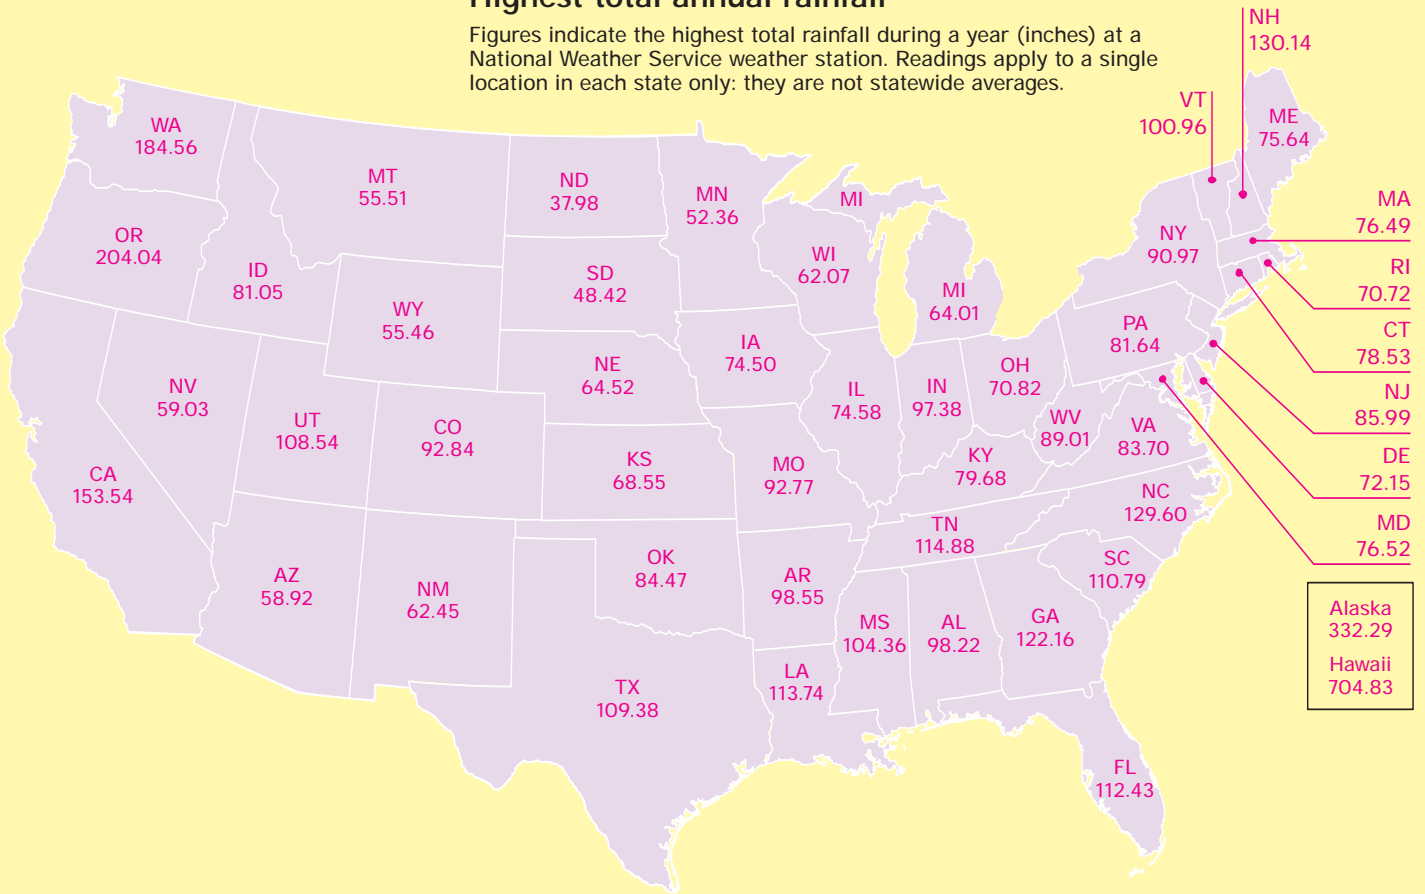 Highest total annual rainfall
Figures indicate the highest total rainfall during a year (inches) at a
National Weather Service weather station. Readings apply to a single
location in each state only: they are not statewide averages.
NH
130.14
VT
100.96
ME
75.64
WA
184.56
MT
55.51
ND
37.98
MN
52.36
MI
MA
76.49
OR
204.04
ID
81.05
SD
48.42
WI
62.07
NY
90.97
RI
70.72
WY
55.46
MI
64.01
PA
81.64
CT
78.53
NV
59.03
NE
64.52
IA
74.50
IL
74.58
IN
97.38
OH
70.82
NJ
85.99
UT
108.54
CO
92.84
WV
89.01
VA
83.70
DE
72.15
CA
153.54
KS
68.55
MO
92.77
KY
79.68
NC
129.60
MD
76.52
TN
114.88
AZ
58.92
NM
62.45
OK
84.47
AR
98.55
SC
110.79
MS
104.36
AL
98.22
GA
122.16
Alaska
332.29
Hawaii
704.83
TX
109.38
LA
113.74
FL
112.43